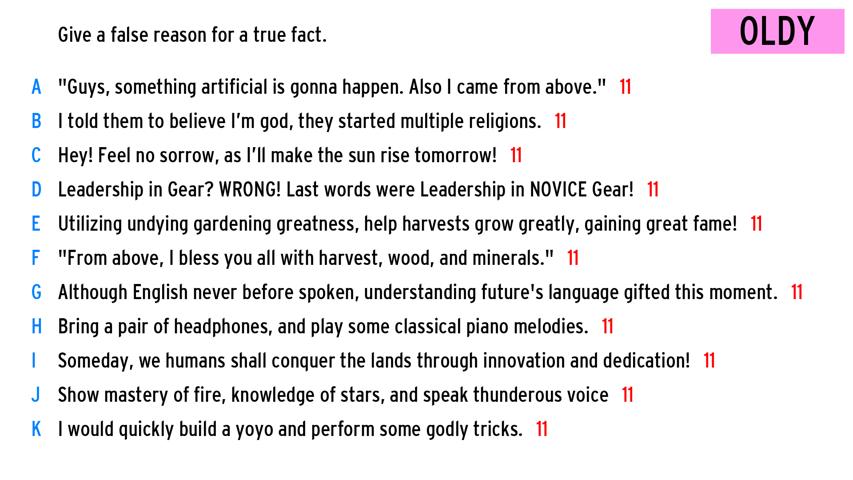 Give a false reason for a true fact.
OLDY
A "Guys, something artificial is gonna happen. Also I came from above." 11
B I told them to believe I'm god, they started multiple religions. 11
C Hey! Feel no sorrow, as I'll make the sun rise tomorrow! 11
D Leadership in Gear? WRONG! Last words were Leadership in NOVICE Gear! 11
E Utilizing undying gardening greatness, help harvests grow greatly, gaining great fame! 11
F "From above, I bless you all with harvest, wood, and minerals." 11
G Although English never before spoken, understanding future's language gifted this moment. 11
H Bring a pair of headphones, and play some classical piano melodies. 11
I Someday, we humans shall conquer the lands through innovation and dedication! 11
J Show mastery of fire, knowledge of stars, and speak thunderous voice 11
K I would quickly build a yoyo and perform some godly tricks. 11